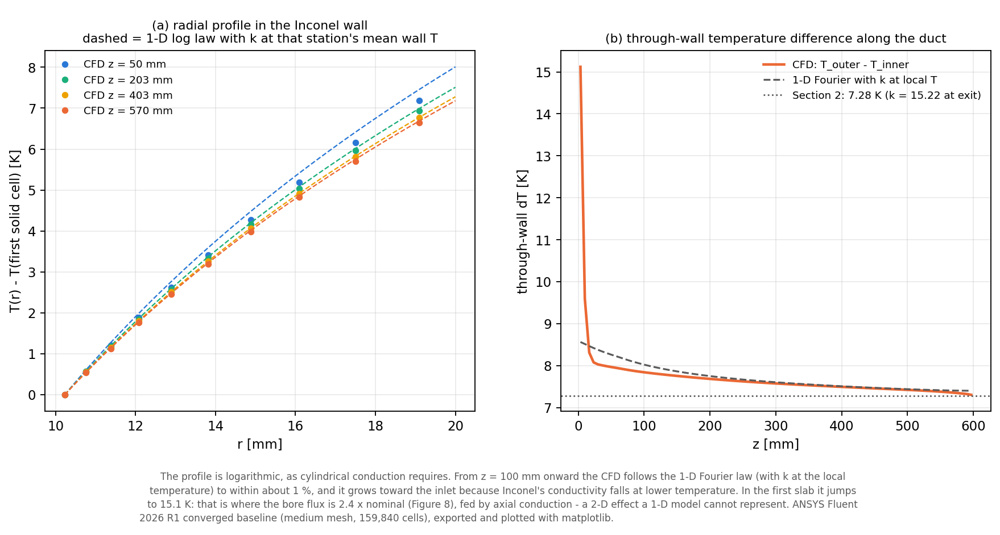 (a) radial profile in the Inconel wall
dashed = 1-D log law with k at that station's mean wall T
CFD z = 50 mm
CFD z = 203 mm
CFD z = 403 mm
CFD z = 570 mm
T(r) - T(first solid cell) [K]
8
7
6
5
4
3
2
1
0
10
12
14
16
18
20
r [mm]
(b) through-wall temperature difference along the duct
CFD: T_outer - T_inner
1-D Fourier with k at local T
Section 2: 7.28 K (k = 15.22 at exit)
through-wall dT [K]
15
14
13
12
11
10
9
8
7
0
100
200
300
400
500
600
z [mm]
The profile is logarithmic, as cylindrical conduction requires. From z = 100 mm onward the CFD follows the 1-D Fourier law (with k at the local
temperature) to within about 1 %, and it grows toward the inlet because Inconel's conductivity falls at lower temperature. In the first slab it jumps
to 15.1 K: that is where the bore flux is 2.4 x nominal (Figure 8), fed by axial conduction - a 2-D effect a 1-D model cannot represent. ANSYS Fluent
2026 R1 converged baseline (medium mesh, 159,840 cells), exported and plotted with matplotlib.